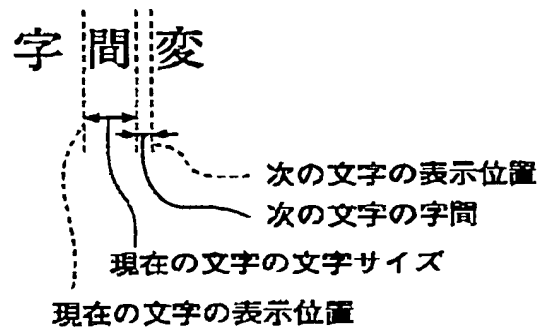 字間変
次の文字の表示位置
次の文字の字間
現在の文字の文字サイズ
現在の文字の表示位置